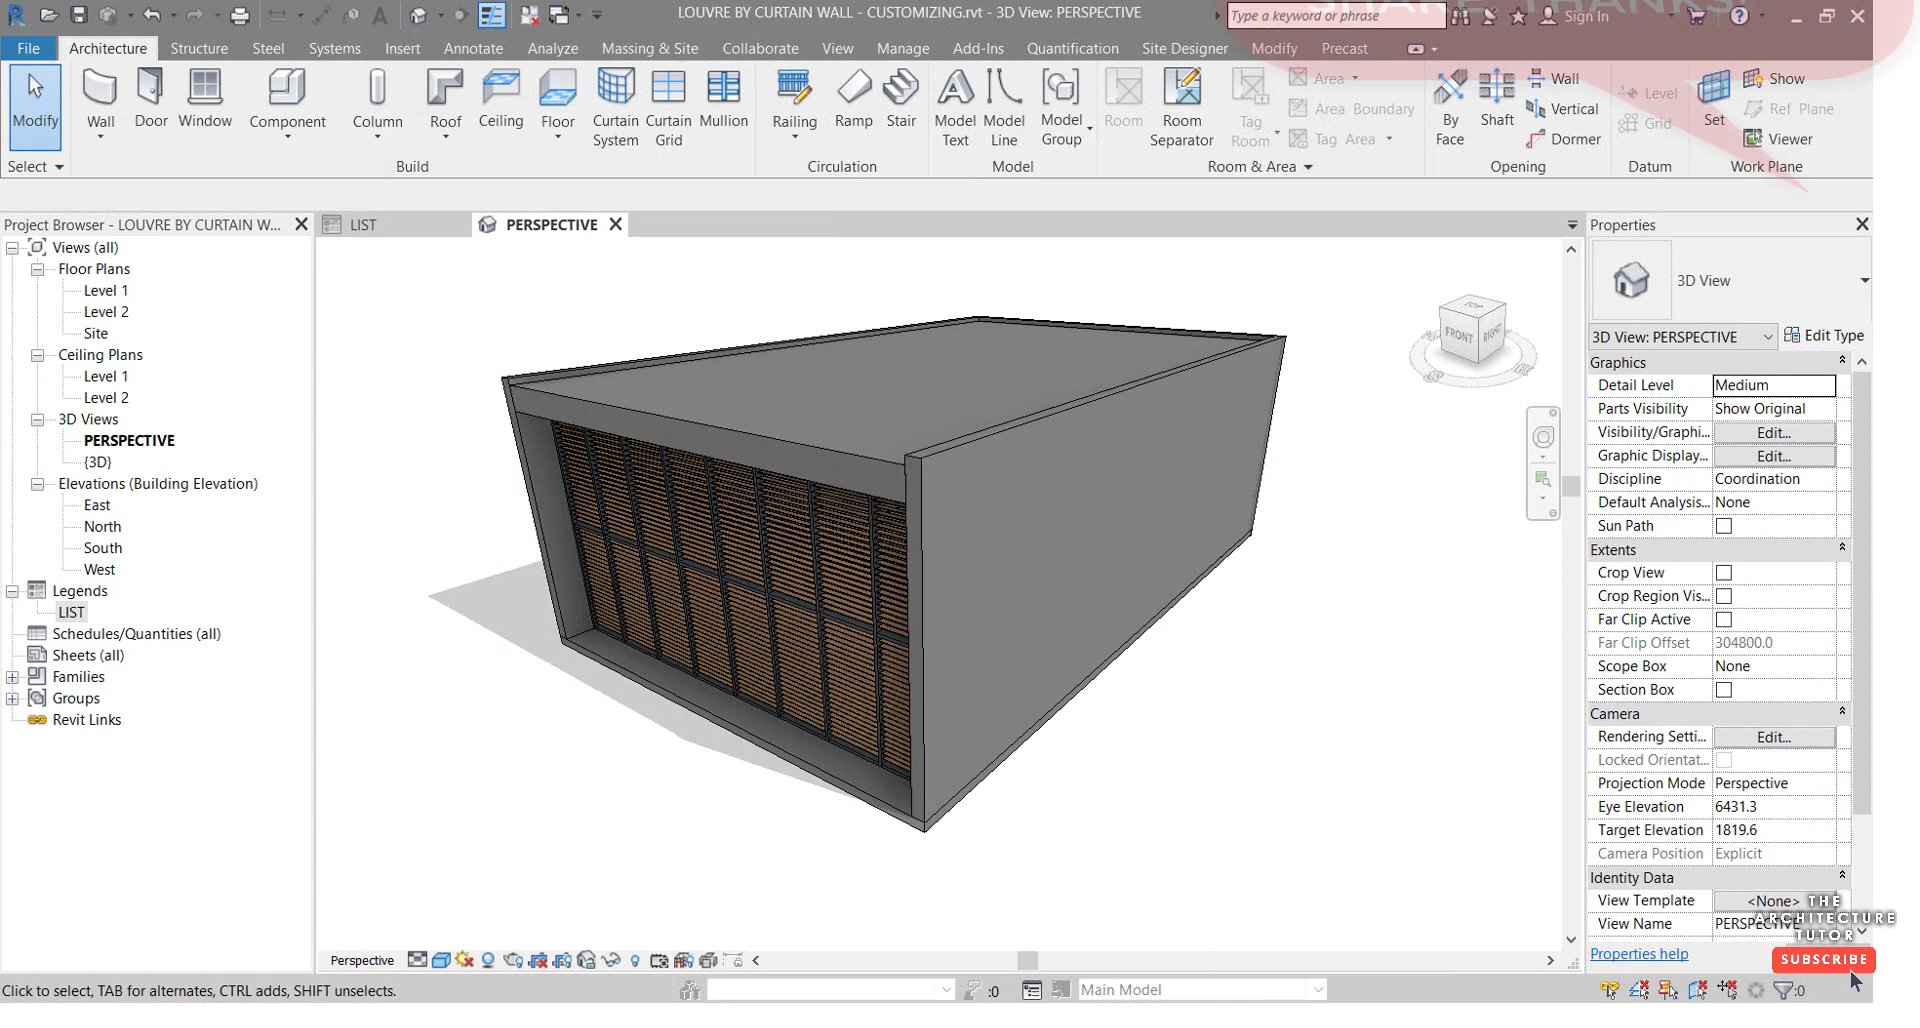 SHARE THANKS!
LOUVRE BY CURTAIN WALL - CUSTOMIZING.rvt - 3D View: PERSPECTIVE
Type a keyword or phrase
Sign In
File Architecture Structure Steel Systems Insert Annotate Analyze Massing & Site Collaborate View Manage Add-Ins Quantification Site Designer Modify Precast
Modify
Wall
Door
Window
Component
Column
Roof
Ceiling
Floor
Curtain System
Curtain Grid
Mullion
Railing
Ramp
Stair
Model Text
Model Line
Model Group
Room
Room Separator
Tag Room
Area
Area Boundary
Tag Area
By Face
Shaft
Wall
Vertical
Dormer
Level
Grid
Set
Show
Ref Plane
Viewer
Select Build Circulation Model Room & Area Opening Datum Work Plane
Project Browser - LOUVRE BY CURTAIN W...
Views (all)
Floor Plans
Level 1
Level 2
Site
Ceiling Plans
Level 1
Level 2
3D Views
PERSPECTIVE
{3D}
Elevations (Building Elevation)
East
North
South
West
Legends
LIST
Schedules/Quantities (all)
Sheets (all)
Families
Groups
Revit Links
LIST
PERSPECTIVE
TOP
FRONT
RIGHT
Properties
3D View
3D View: PERSPECTIVE Edit Type
Graphics
Detail Level Medium
Parts Visibility Show Original
Visibility/Graphi... Edit...
Graphic Display... Edit...
Discipline Coordination
Default Analysis... None
Sun Path
Extents
Crop View
Crop Region Vis...
Far Clip Active
Far Clip Offset 304800.0
Scope Box None
Section Box
Camera
Rendering Setti... Edit...
Locked Orientat...
Projection Mode Perspective
Eye Elevation 6431.3
Target Elevation 1819.6
Camera Position Explicit
Identity Data
View Template <None>
View Name PERSPECTIVE
Properties help
THE
ARCHITECTURE
TUTOR
SUBSCRIBE
Perspective
Click to select, TAB for alternates, CTRL adds, SHIFT unselects.
:0
Main Model
:0